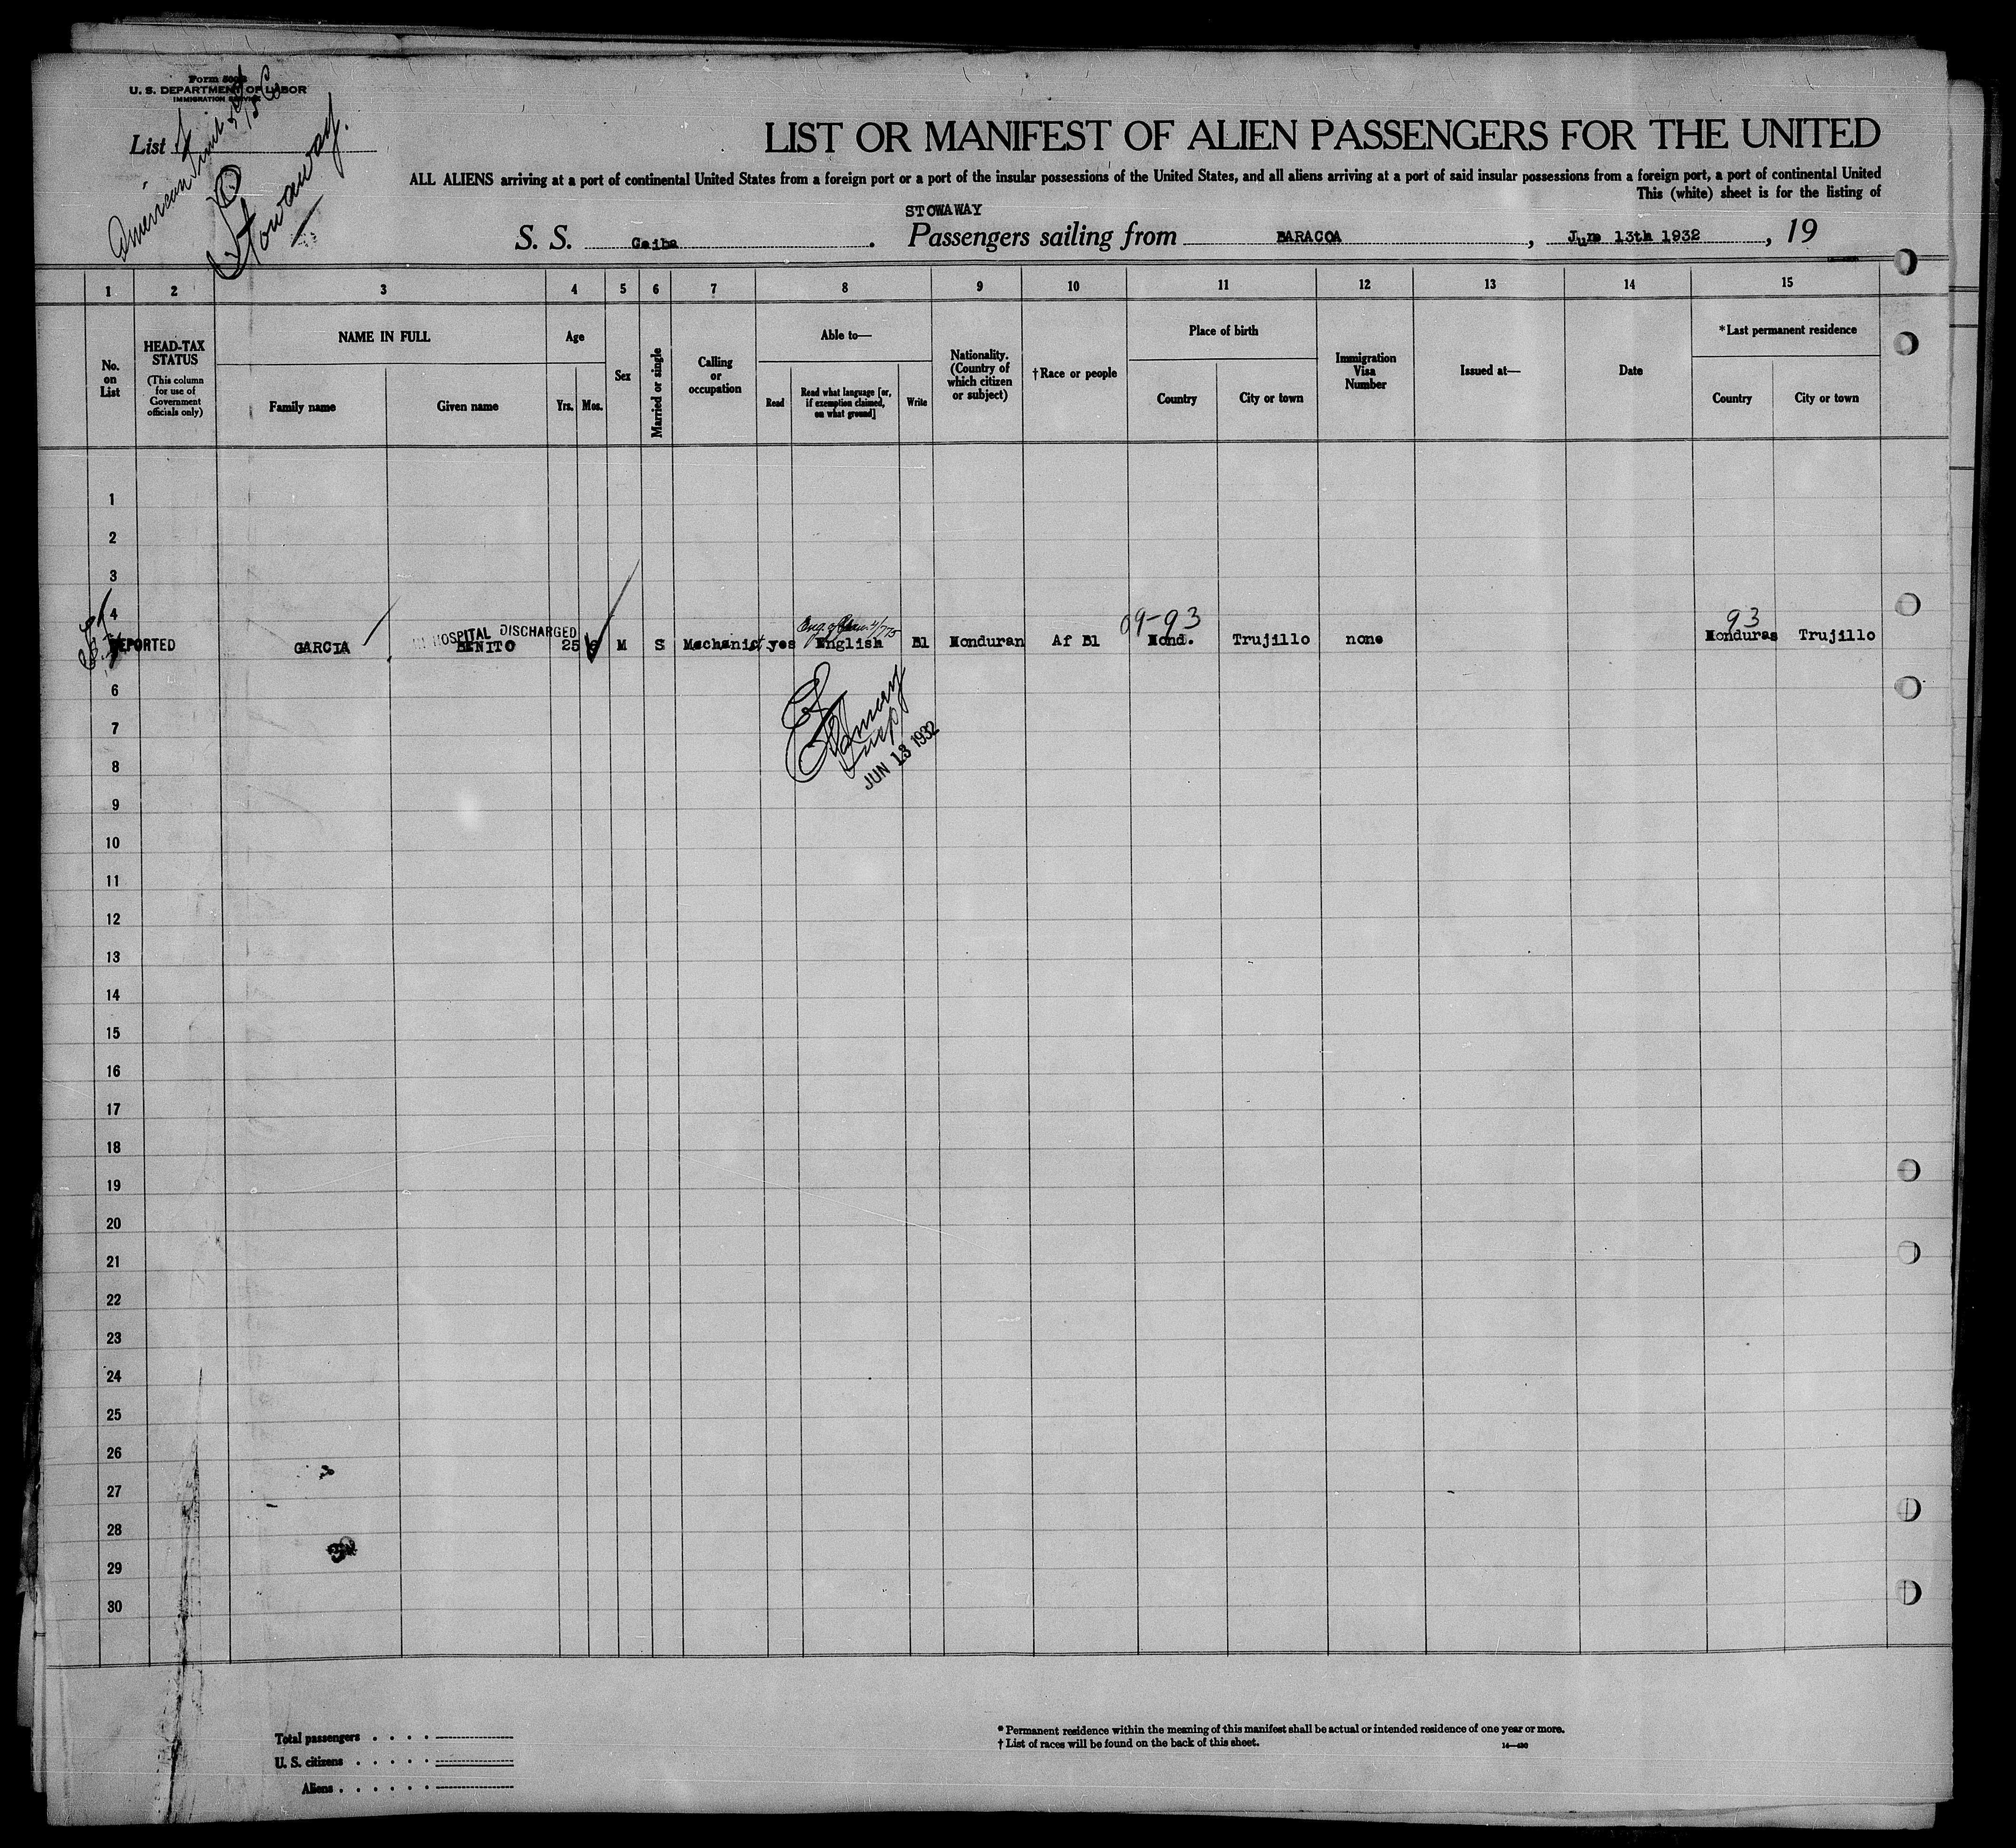 Form 500 B
U. S. DEPARTMENT OF LABOR
IMMIGRATION SERVICE
List 1
American Fruit & SS Co
Stowaway.
LIST OR MANIFEST OF ALIEN PASSENGERS FOR THE UNITED
ALL ALIENS arriving at a port of continental United States from a foreign port or a port of the insular possessions of the United States, and all aliens arriving at a port of said insular possessions from a foreign port, a port of continental United
This (white) sheet is for the listing of
STOWAWAY
S. S. Ceiba. Passengers sailing from BARACOA, June 13th 1932, 19
1 2 3 4 5 6 7 8 9 10 11 12 13 14 15
No. on List
HEAD-TAX STATUS
(This column for use of Government officials only)
NAME IN FULL
Family name
Given name
Age
Yrs.
Mos.
Sex
Married or single
Calling or occupation
Able to—
Read
Read what language [or, if exemption claimed, on what ground]
Write
Nationality. (Country of which citizen or subject)
†Race or people
Place of birth
Country
City or town
Immigration Visa Number
Issued at—
Date
*Last permanent residence
Country
City or town
1
2
3
4
09-93
93
IN HOSPITAL DISCHARGED
DEPORTED GARCIA BENITO 25 M S Mechanic yes English Bl Honduran Af Bl Hond. Trujillo none Honduras Trujillo
6
7
JUN 13 1932
8
9
10
11
12
13
14
15
16
17
18
19
20
21
22
23
24
25
26
27
28
29
30
Total passengers . . . .
U. S. citizens . . . . .
Aliens . . . . . .
* Permanent residence within the meaning of this manifest shall be actual or intended residence of one year or more.
† List of races will be found on the back of this sheet.
14—430